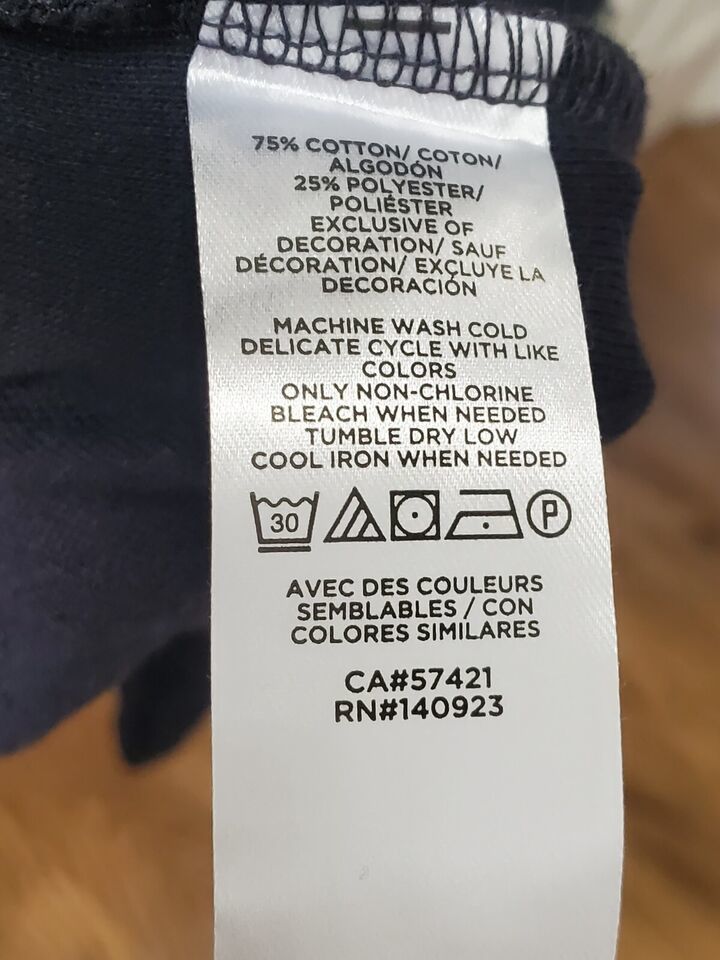 75% COTTON/ COTON/
ALGODÓN
25% POLYESTER/
POLIÉSTER
EXCLUSIVE OF
DECORATION/ SAUF
DÉCORATION/ EXCLUYE LA
DECORACIÓN
MACHINE WASH COLD
DELICATE CYCLE WITH LIKE
COLORS
ONLY NON-CHLORINE
BLEACH WHEN NEEDED
TUMBLE DRY LOW
COOL IRON WHEN NEEDED
30 P
AVEC DES COULEURS
SEMBLABLES / CON
COLORES SIMILARES
CA#57421
RN#140923